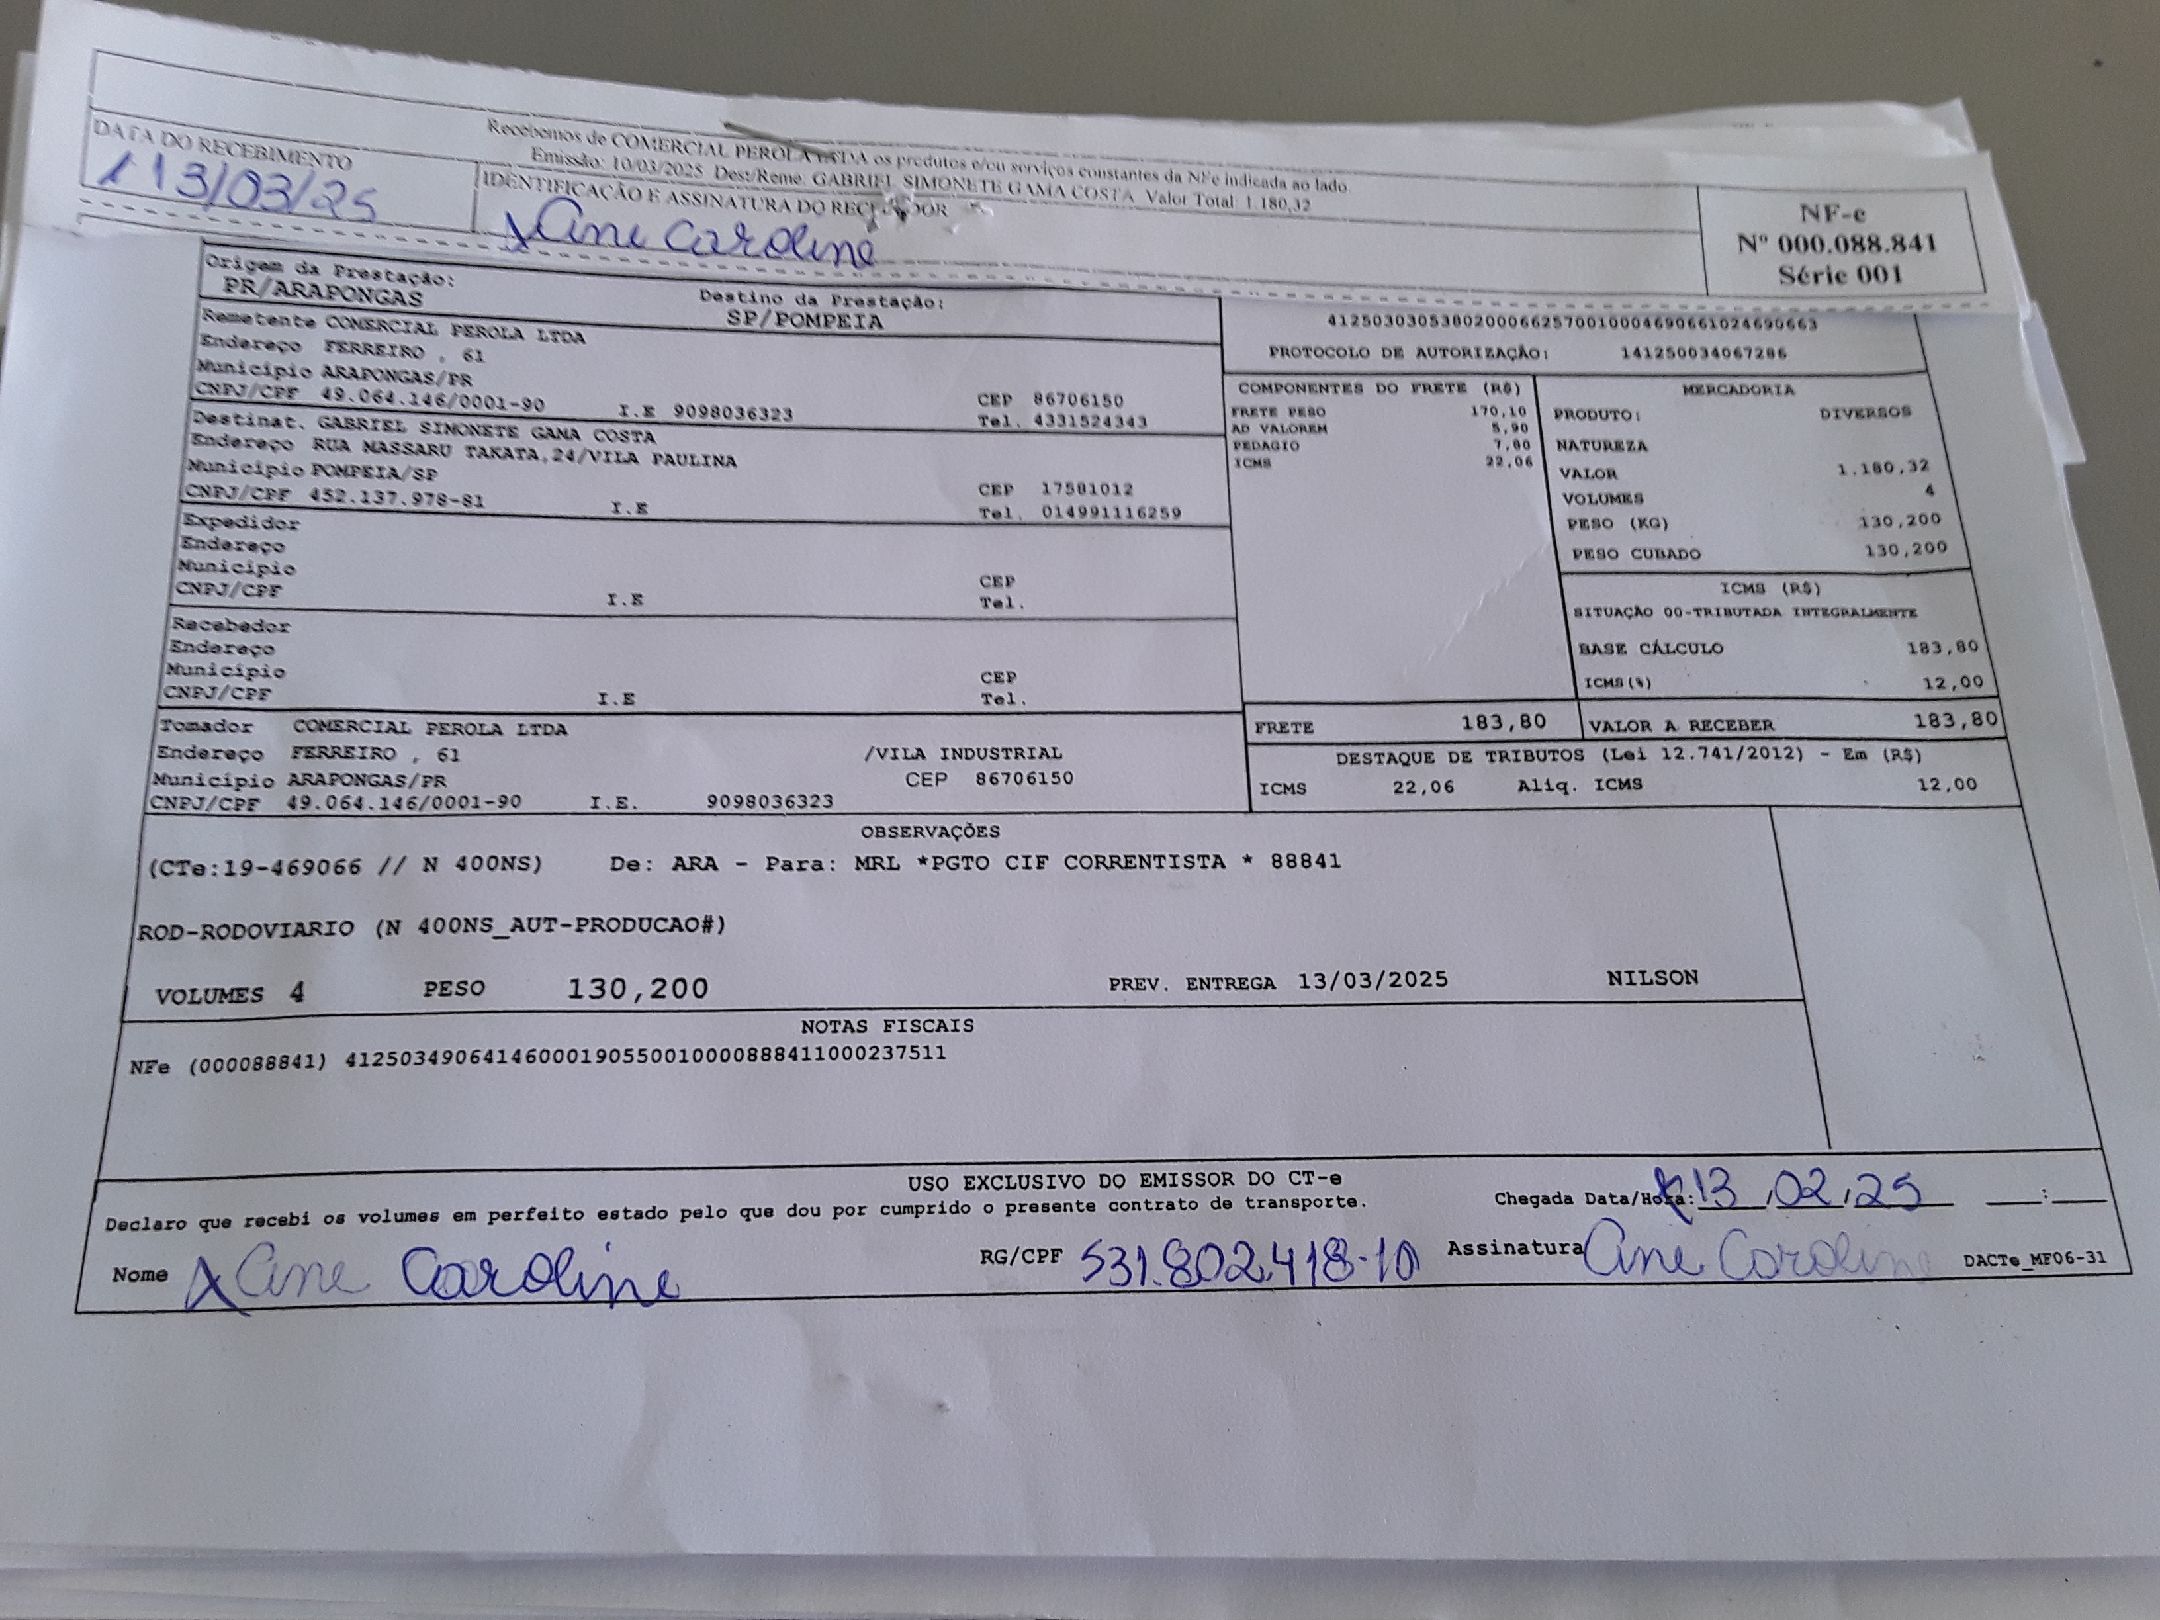 Recebemos de COMERCIAL PEROLA LTDA os produtos e/ou serviços constantes da NFe indicada ao lado.
Emissão: 10/03/2025 Dest/Reme: GABRIEL SIMONETE GAMA COSTA Valor Total: 1.180,32
DATA DO RECEBIMENTO
13/03/25
IDENTIFICAÇÃO E ASSINATURA DO RECEBEDOR
Ane Caroline
NF-e
Nº 000.088.841
Série 001
Origem da Prestação:
PR/ARAPONGAS
Destino da Prestação:
SP/POMPEIA
Remetente COMERCIAL PEROLA LTDA
Endereço FERREIRO , 61
Município ARAPONGAS/PR
CEP 86706150
CNPJ/CPF 49.064.146/0001-90 I.E 9098036323 Tel. 4331524343
Destinat. GABRIEL SIMONETE GAMA COSTA
Endereço RUA MASSARU TAKATA,24/VILA PAULINA
Município POMPEIA/SP
CEP 17581012
CNPJ/CPF 452.137.978-81 I.E Tel. 014991116259
Expedidor
Endereço
Município CEP
CNPJ/CPF I.E Tel.
Recebedor
Endereço
Município CEP
CNPJ/CPF I.E Tel.
Tomador COMERCIAL PEROLA LTDA
Endereço FERREIRO , 61 /VILA INDUSTRIAL
Município ARAPONGAS/PR CEP 86706150
CNPJ/CPF 49.064.146/0001-90 I.E. 9098036323
41250303053802000662570010004690661024690663
PROTOCOLO DE AUTORIZAÇÃO: 141250034067286
COMPONENTES DO FRETE (R$)
FRETE PESO 170,10
AD VALOREM 5,90
PEDAGIO 7,80
ICMS 22,06
MERCADORIA
PRODUTO: DIVERSOS
NATUREZA
VALOR 1.180,32
VOLUMES 4
PESO (KG) 130,200
PESO CUBADO 130,200
ICMS (R$)
SITUAÇÃO 00-TRIBUTADA INTEGRALMENTE
BASE CÁLCULO 183,80
ICMS(%) 12,00
FRETE 183,80
VALOR A RECEBER 183,80
DESTAQUE DE TRIBUTOS (Lei 12.741/2012) - Em (R$)
ICMS 22,06 Aliq. ICMS 12,00
OBSERVAÇÕES
(CTe:19-469066 // N 400NS) De: ARA - Para: MRL *PGTO CIF CORRENTISTA * 88841
ROD-RODOVIARIO (N 400NS_AUT-PRODUCAO#)
VOLUMES 4 PESO 130,200 PREV. ENTREGA 13/03/2025 NILSON
NOTAS FISCAIS
NFe (000088841) 41250349064146000190550010000888411000237511
USO EXCLUSIVO DO EMISSOR DO CT-e
Declaro que recebi os volumes em perfeito estado pelo que dou por cumprido o presente contrato de transporte.
Chegada Data/Hora: 13,02,25 :
Nome Ane Caroline RG/CPF 531.802.418-10 Assinatura Ane Caroline DACTe_MF06-31